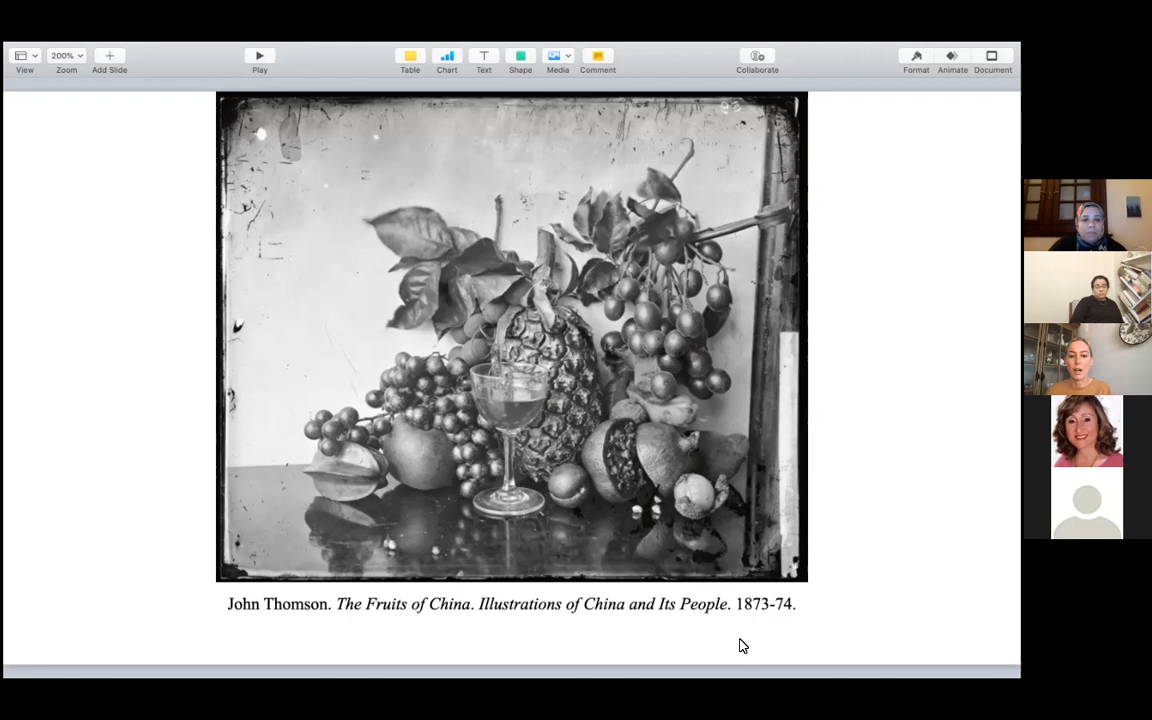 200%
View
Zoom
Add Slide
Play
Table
Chart
Text
Shape
Media
Comment
Collaborate
Format
Animate
Document
John Thomson. The Fruits of China. Illustrations of China and Its People. 1873-74.